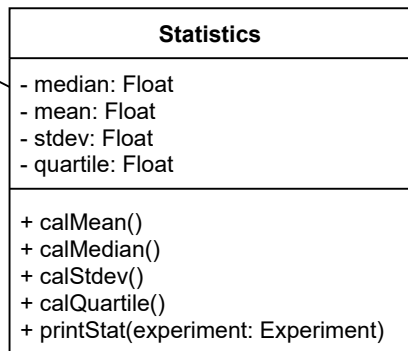 Statistics
- median: Float
- mean: Float
- stdev: Float
- quartile: Float
+ calMean()
+ calMedian()
+ calStdev()
+ calQuartile()
+ printStat(experiment: Experiment)